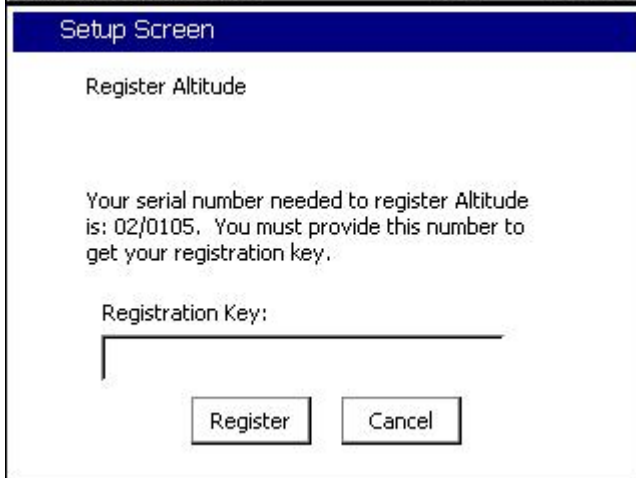 Setup Screen
Register Altitude
Your serial number needed to register Altitude
is: 02/0105.  You must provide this number to
get your registration key.
Registration Key:
Register
Cancel